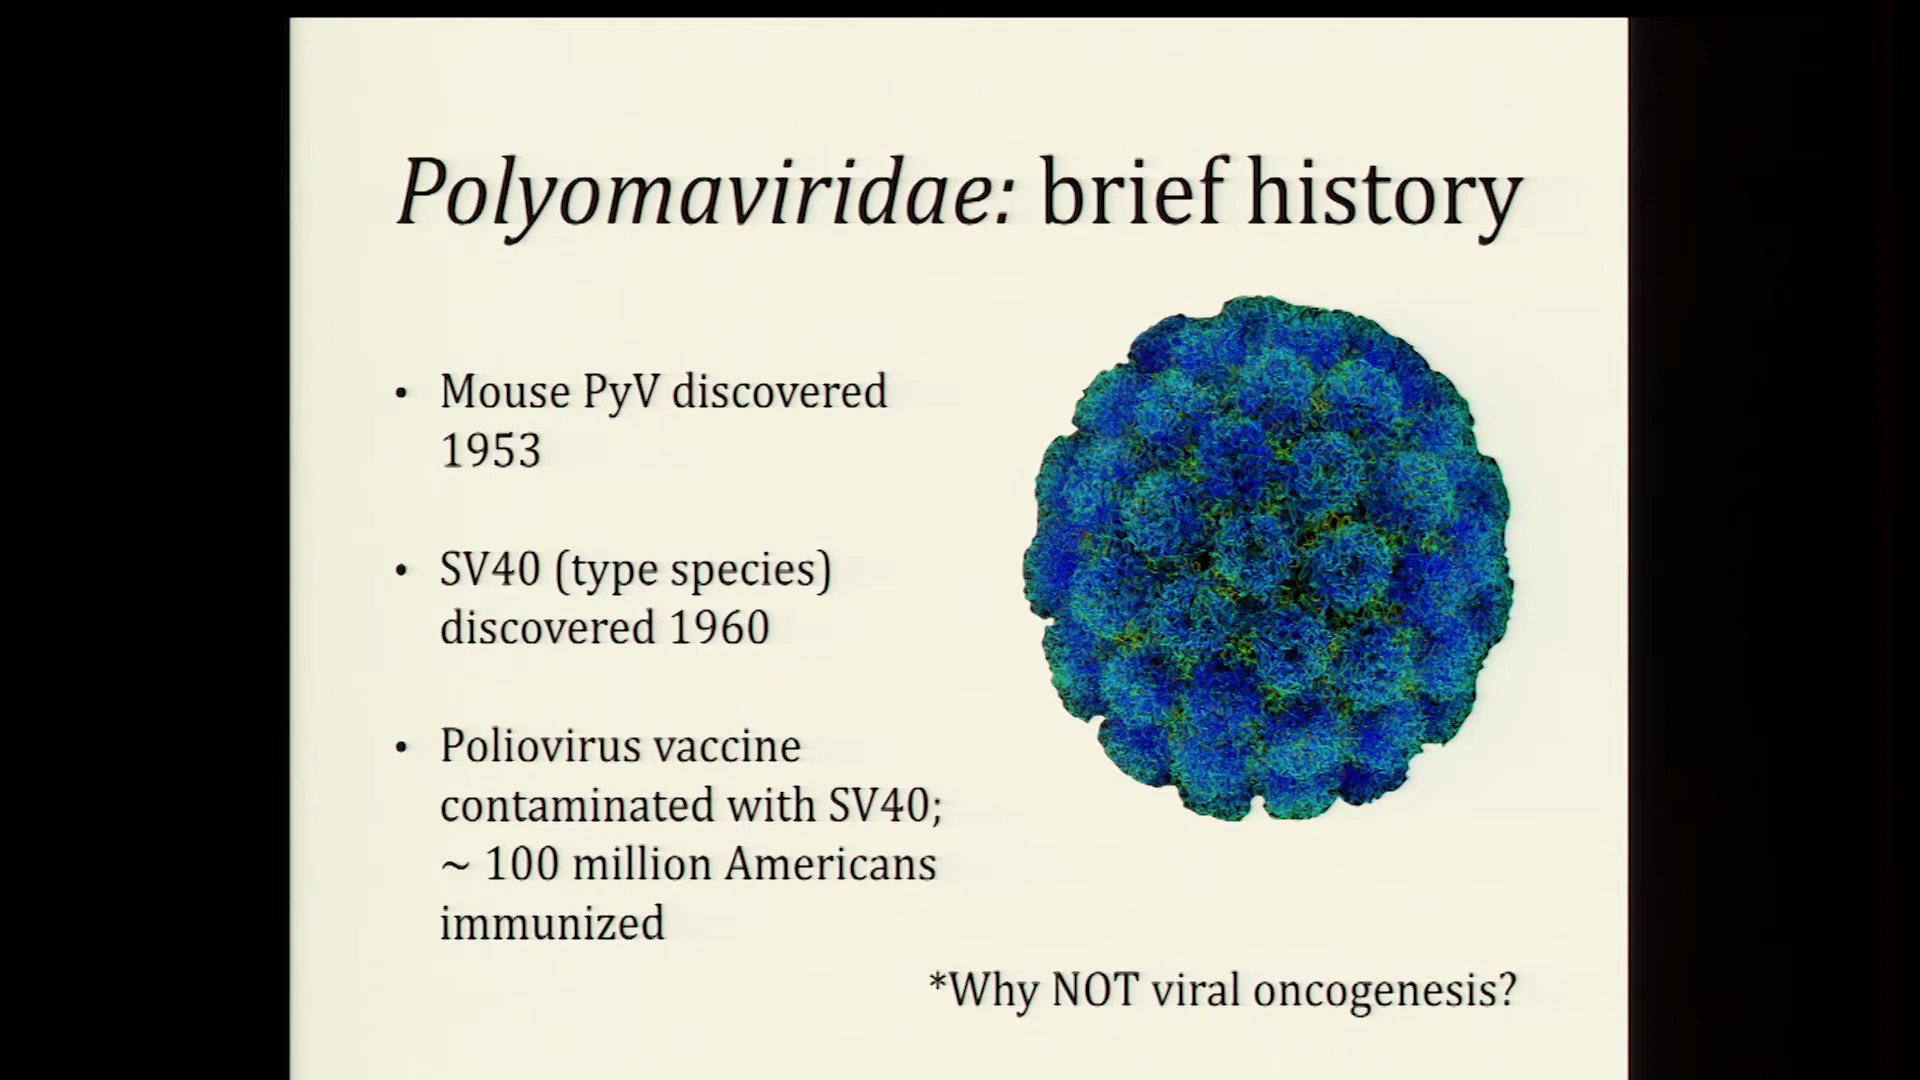 Polyomaviridae: brief history
• Mouse PyV discovered
1953
• SV40 (type species)
discovered 1960
• Poliovirus vaccine
contaminated with SV40;
~ 100 million Americans
immunized
*Why NOT viral oncogenesis?